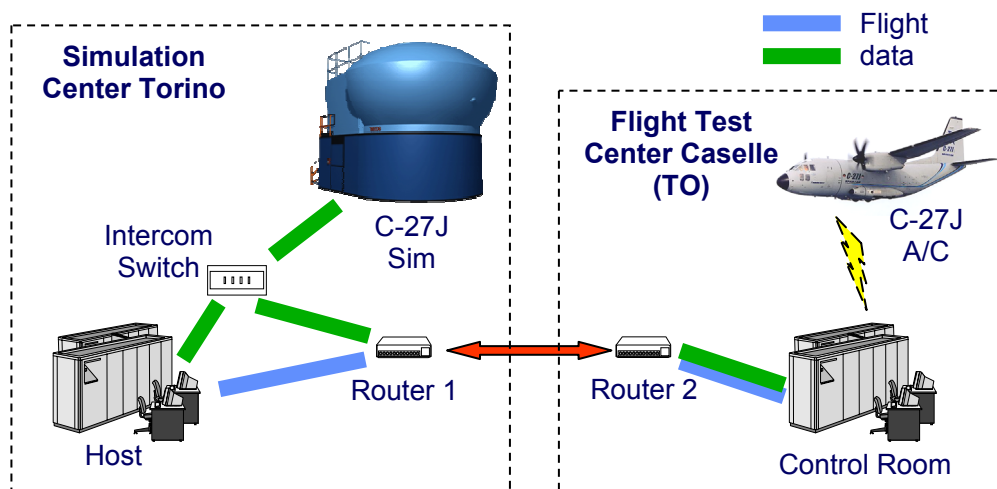 Simulation
Center Torino
Flight
data
Flight Test
Center Caselle
(TO)
C-27J
Sim
C-27J
A/C
Intercom
Switch
Router 1
Router 2
Host
Control Room